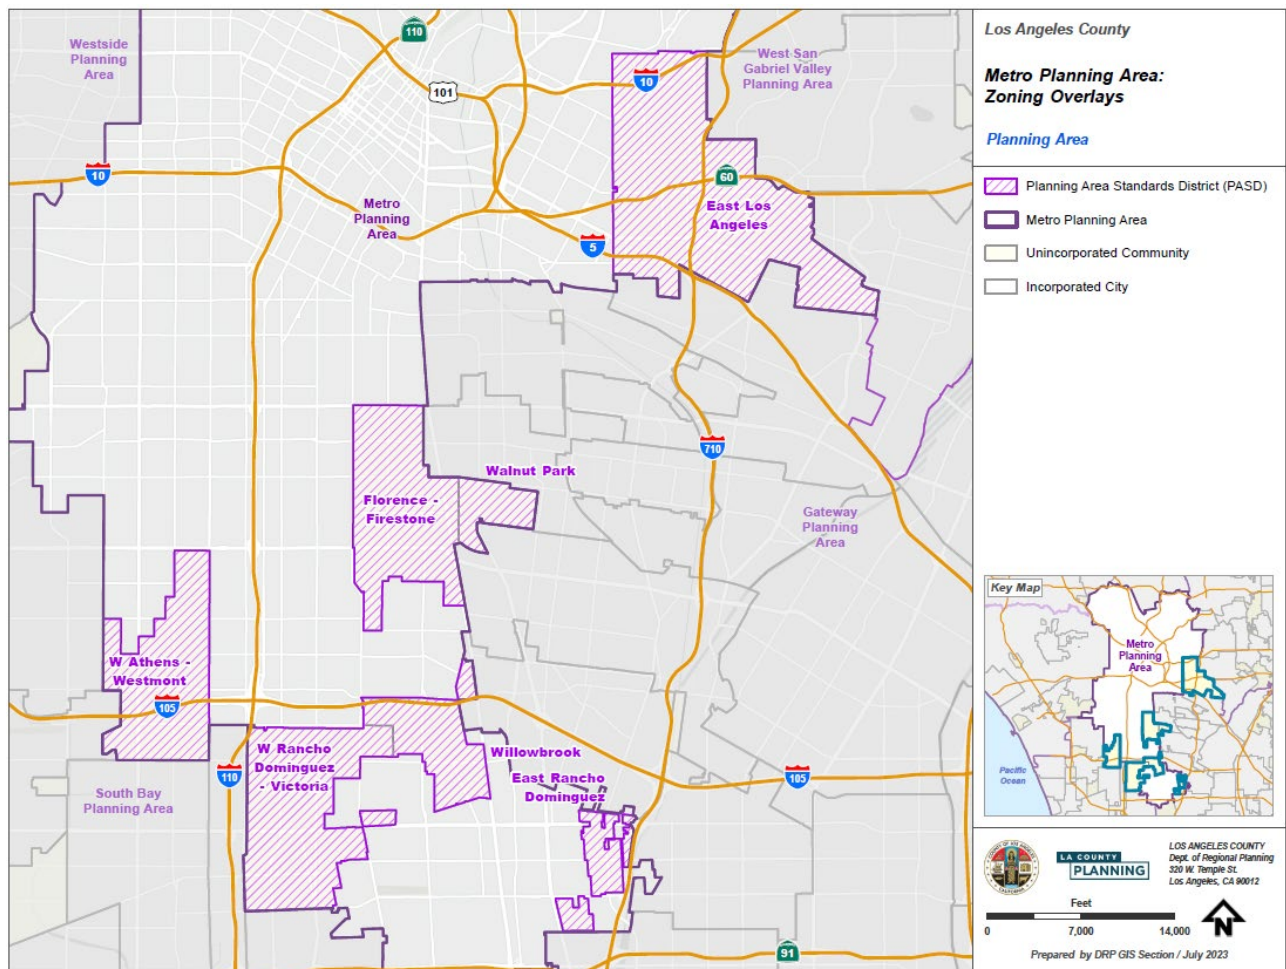 Westside
Planning
Area
110
101
10
West San
Gabriel Valley
Planning Area
10
60
Metro
Planning
Area
East Los
Angeles
5
710
Walnut Park
Florence -
Firestone
Gateway
Planning
Area
W Athens -
Westmont
105
W Rancho
Dominguez
- Victoria
110
Willowbrook
East Rancho
Dominguez
105
South Bay
Planning Area
91
Los Angeles County
Metro Planning Area:
Zoning Overlays
Planning Area
Planning Area Standards District (PASD)
Metro Planning Area
Unincorporated Community
Incorporated City
Key Map
Metro
Planning
Area
Pacific
Ocean
LA COUNTY
PLANNING
LOS ANGELES COUNTY
Dept. of Regional Planning
320 W. Temple St.
Los Angeles, CA 90012
Feet
0 7,000 14,000
N
Prepared by DRP GIS Section / July 2023